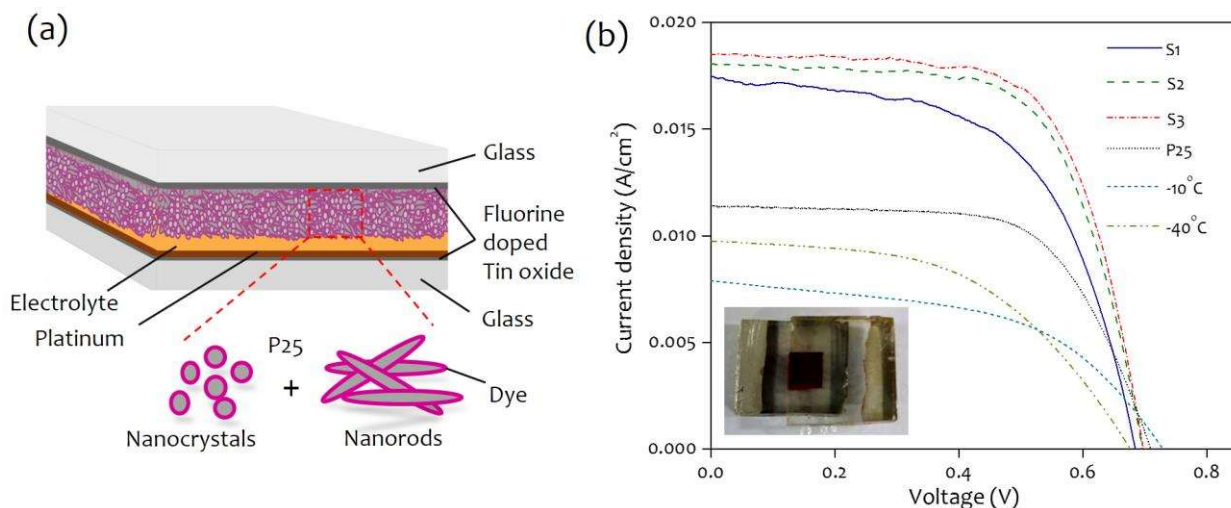 (a)
Glass
Fluorine
doped
Tin oxide
Electrolyte
Platinum
Glass
P25
+
Dye
Nanocrystals
Nanorods
(b)
0.020
0.015
0.010
0.005
0.000
Current density (A/cm²)
S1
S2
S3
P25
-10°C
-40°C
0.0
0.2
0.4
0.6
0.8
Voltage (V)